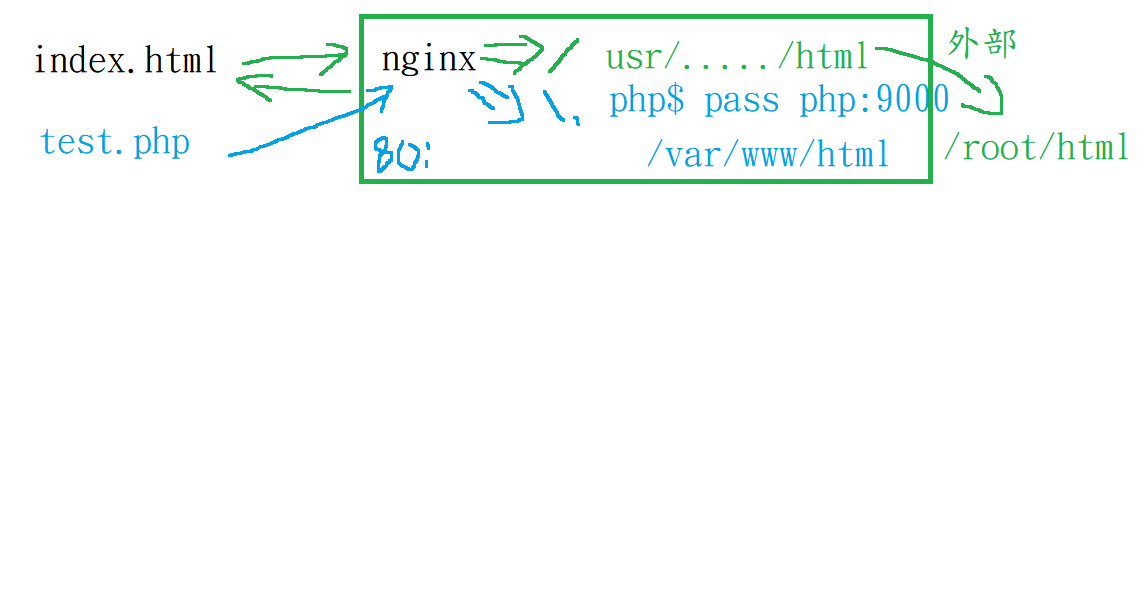 index.html nginx / usr/...../html 外部
test.php \. php$ pass php:9000
80: /var/www/html /root/html